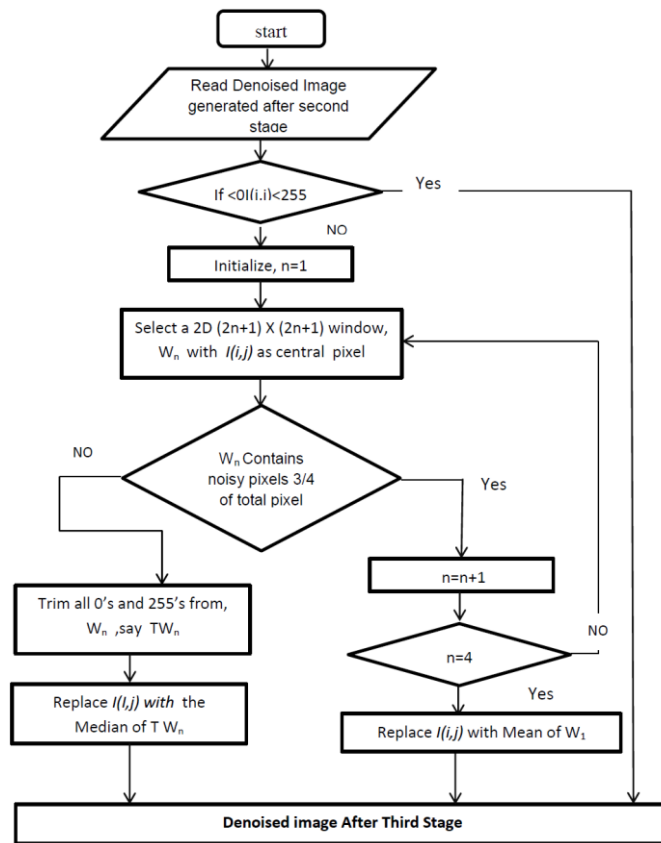 start
Read Denoised Image
generated after second
stage
If <0I(i,j)<255
Yes
NO
Initialize, n=1
Select a 2D (2n+1) X (2n+1) window,
Wn with I(i,j) as central pixel
NO
Wn Contains
noisy pixels 3/4
of total pixel
Yes
n=n+1
Trim all 0’s and 255’s from,
Wn ,say TWn
NO
n=4
Yes
Replace I(I,j) with the
Median of T Wn
Replace I(i,j) with Mean of W1
Denoised image After Third Stage